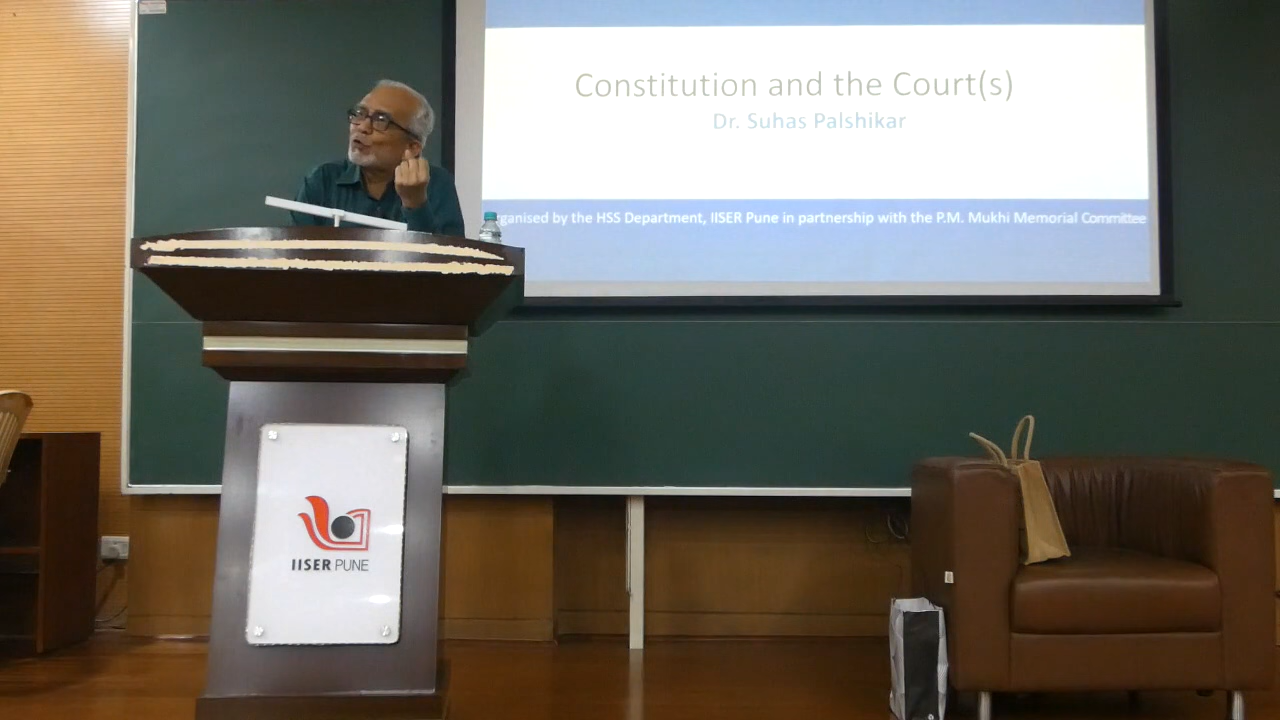 Constitution and the Court(s)
Dr. Suhas Palshikar
ganised by the HSS Department, IISER Pune in partnership with the P.M. Mukhi Memorial Committee
IISER PUNE